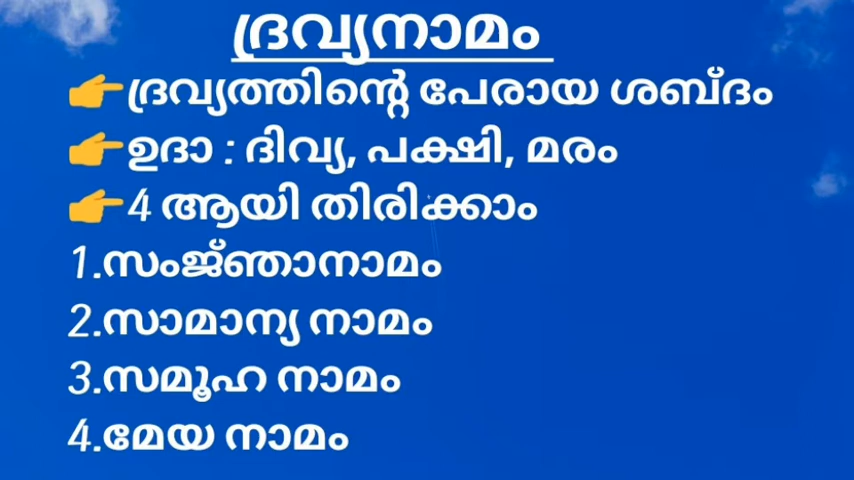 ദ്രവ്യനാമം
👉ദ്രവ്യത്തിന്റെ പേരായ ശബ്ദം
👉ഉദാ : ദിവ്യ, പക്ഷി, മരം
👉4 ആയി തിരിക്കാം
1.സംജ്ഞാനാമം
2.സാമാന്യ നാമം
3.സമൂഹ നാമം
4.മേയ നാമം